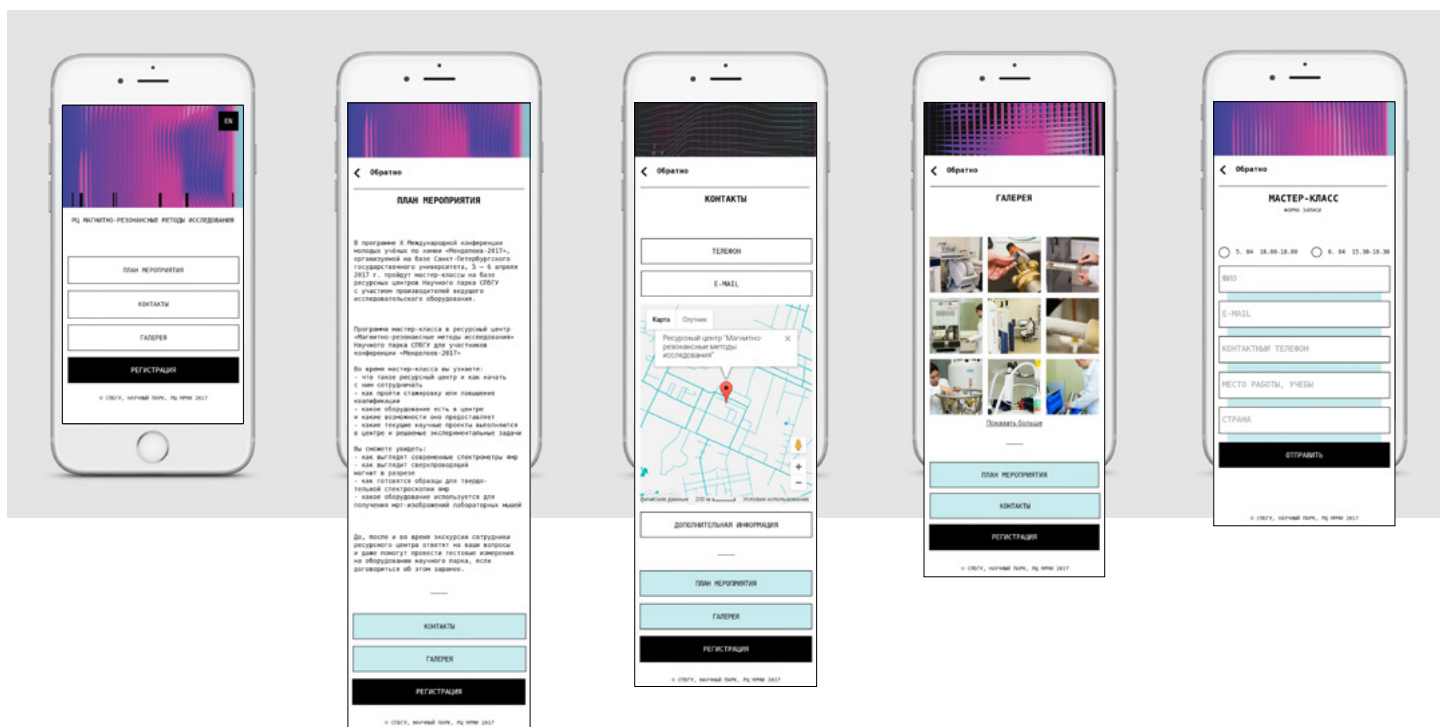 EN
РЦ МАГНИТНО-РЕЗОНАНСНЫЕ МЕТОДЫ ИССЛЕДОВАНИЯ
ПЛАН МЕРОПРИЯТИЯ
КОНТАКТЫ
ГАЛЕРЕЯ
РЕГИСТРАЦИЯ
© СПБГУ, НАУЧНЫЙ ПАРК, РЦ МРМИ 2017
Обратно
ПЛАН МЕРОПРИЯТИЯ
В программе X Международной конференции
молодых учёных по химии «Менделеев-2017»,
организуемой на базе Санкт-Петербургского
государственного университета, 5 – 6 апреля
2017 г. пройдут мастер-классы на базе
ресурсных центров Научного парка СПбГУ
с участием производителей ведущего
исследовательского оборудования.
Программа мастер-класса в ресурсный центр
«Магнитно-резонансные методы исследования»
Научного парка СПбГУ для участников
конференции «Менделеев-2017»
Во время мастер-класса вы узнаете:
- что такое ресурсный центр и как начать
с ним сотрудничать
- как пройти стажировку или повышение
квалификации
- какое оборудование есть в центре
и какие возможности оно предоставляет
- какие текущие научные проекты выполняются
в центре и решаемые экспериментальные задачи
Вы сможете увидеть:
- как выглядят современные спектрометры ямр
- как выглядит сверхпроводящий
магнит в разрезе
- как готовятся образцы для твердо-
тельной спектроскопии ямр
- какое оборудование используется для
получения мрт-изображений лабораторных мышей
До, после и во время экскурсии сотрудники
ресурсного центра ответят на ваши вопросы
и даже помогут провести тестовые измерения
на оборудовании научного парка, если
договориться об этом заранее.
КОНТАКТЫ
ГАЛЕРЕЯ
РЕГИСТРАЦИЯ
© СПБГУ, НАУЧНЫЙ ПАРК, РЦ МРМИ 2017
Обратно
КОНТАКТЫ
ТЕЛЕФОН
E-MAIL
Карта Спутник
Ресурсный центр "Магнитно-
резонансные методы
исследования"
Картографические данные 200 м Условия использования
ДОПОЛНИТЕЛЬНАЯ ИНФОРМАЦИЯ
ПЛАН МЕРОПРИЯТИЯ
ГАЛЕРЕЯ
РЕГИСТРАЦИЯ
© СПБГУ, НАУЧНЫЙ ПАРК, РЦ МРМИ 2017
Обратно
ГАЛЕРЕЯ
Показать больше
ПЛАН МЕРОПРИЯТИЯ
КОНТАКТЫ
РЕГИСТРАЦИЯ
© СПБГУ, НАУЧНЫЙ ПАРК, РЦ МРМИ 2017
Обратно
МАСТЕР-КЛАСС
ФОРМА ЗАПИСИ
5. 04 16.00-18.00 6. 04 15.30-18.30
ФИО
E-MAIL
КОНТАКТНЫЙ ТЕЛЕФОН
МЕСТО РАБОТЫ, УЧЕБЫ
СТРАНА
ОТПРАВИТЬ
© СПБГУ, НАУЧНЫЙ ПАРК, РЦ МРМИ 2017